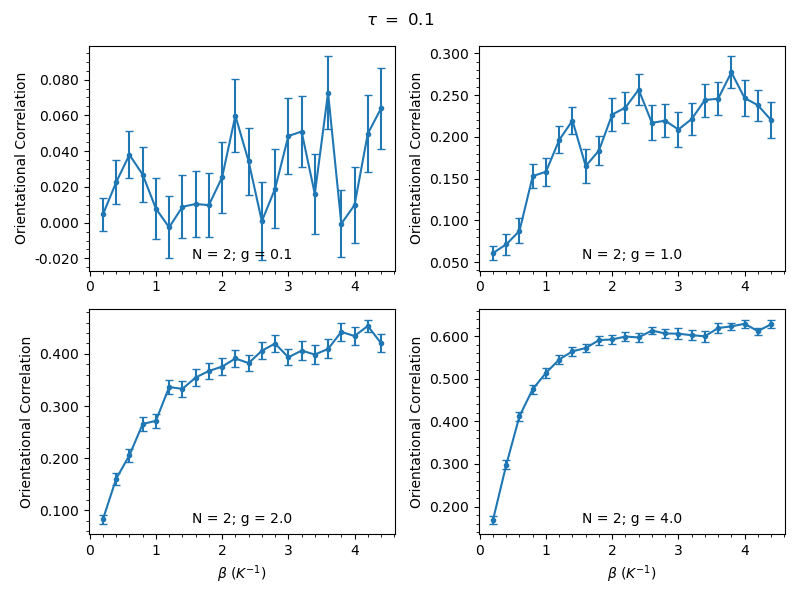 τ = 0.1
Orientational Correlation
0.080
0.060
0.040
0.020
0.000
-0.020
N = 2; g = 0.1
0 1 2 3 4
Orientational Correlation
0.300
0.250
0.200
0.150
0.100
0.050
N = 2; g = 1.0
0 1 2 3 4
Orientational Correlation
0.400
0.300
0.200
0.100
N = 2; g = 2.0
0 1 2 3 4
β (K⁻¹)
Orientational Correlation
0.600
0.500
0.400
0.300
0.200
N = 2; g = 4.0
0 1 2 3 4
β (K⁻¹)